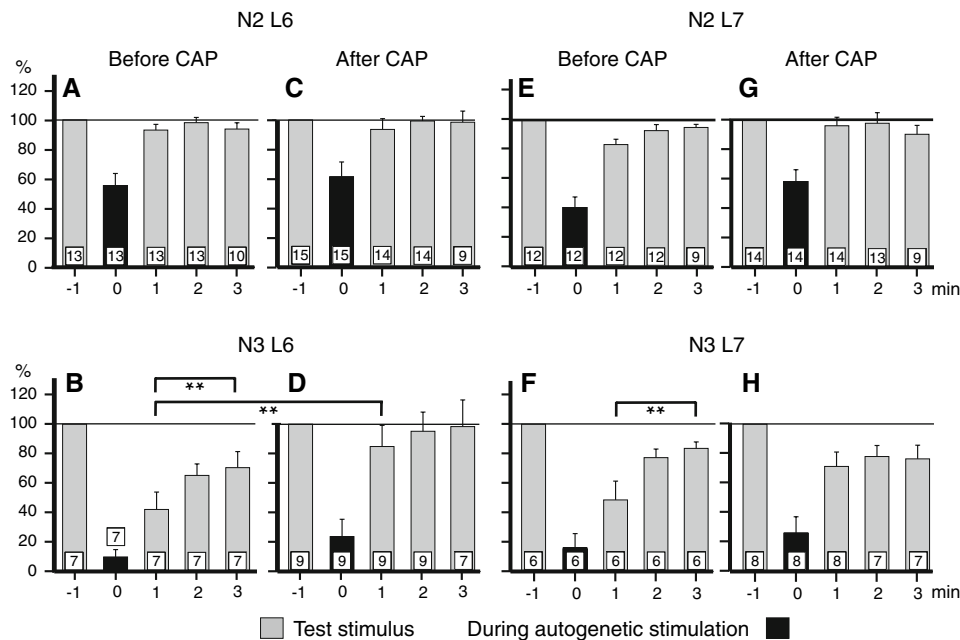 N2 L6 N2 L7
Before CAP After CAP Before CAP After CAP
% A C E G
120
100
80
60
40
20
0
13 13 13 13 10 15 15 14 14 9 12 12 12 12 9 14 14 14 13 9
-1 0 1 2 3 -1 0 1 2 3 -1 0 1 2 3 -1 0 1 2 3 min
N3 L6 N3 L7
% B ** D F H
120
** **
100
80
60
40
20
0
7
7 7 7 7 9 9 9 9 7 6 6 6 6 6 8 8 8 7 7
-1 0 1 2 3 -1 0 1 2 3 -1 0 1 2 3 -1 0 1 2 3 min
Test stimulus During autogenetic stimulation